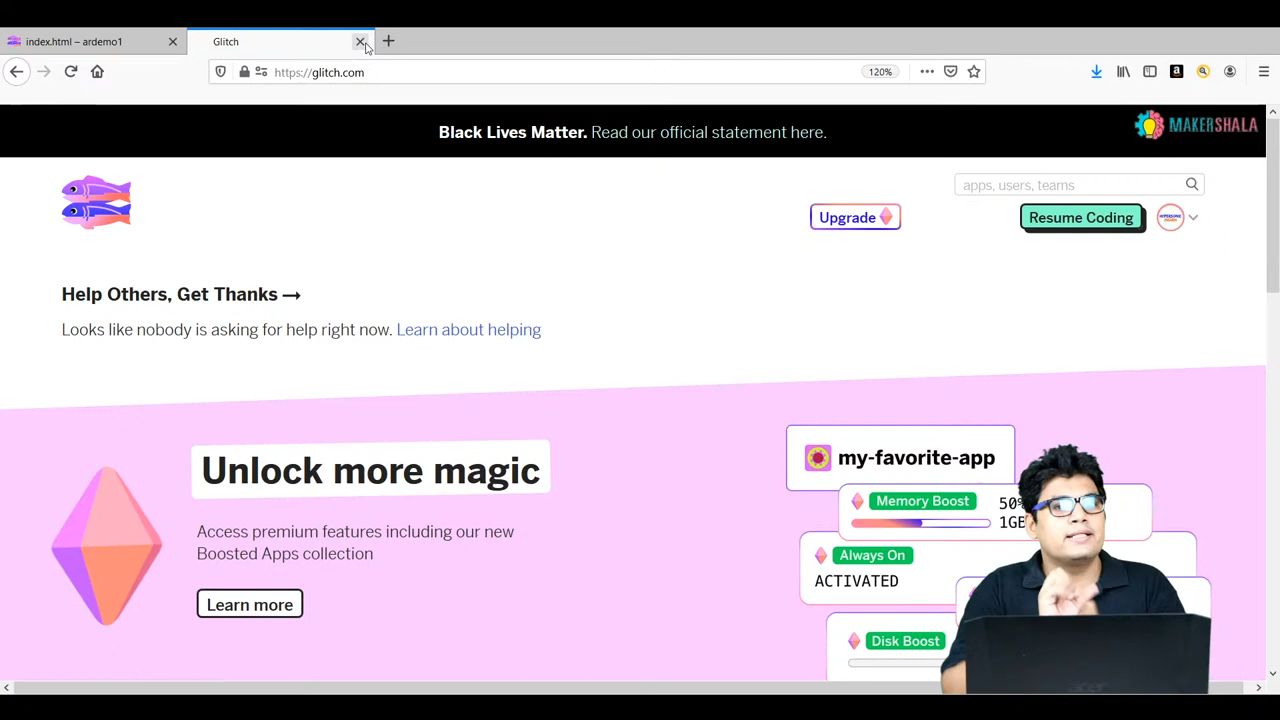 index.html – ardemo1
Glitch
https://glitch.com
120%
Black Lives Matter. Read our official statement here.
MAKERSHALA
apps, users, teams
Upgrade
Resume Coding
Help Others, Get Thanks →
Looks like nobody is asking for help right now. Learn about helping
Unlock more magic
Access premium features including our new
Boosted Apps collection
Learn more
my-favorite-app
Memory Boost
1GB
Always On
ACTIVATED
Disk Boost
acer